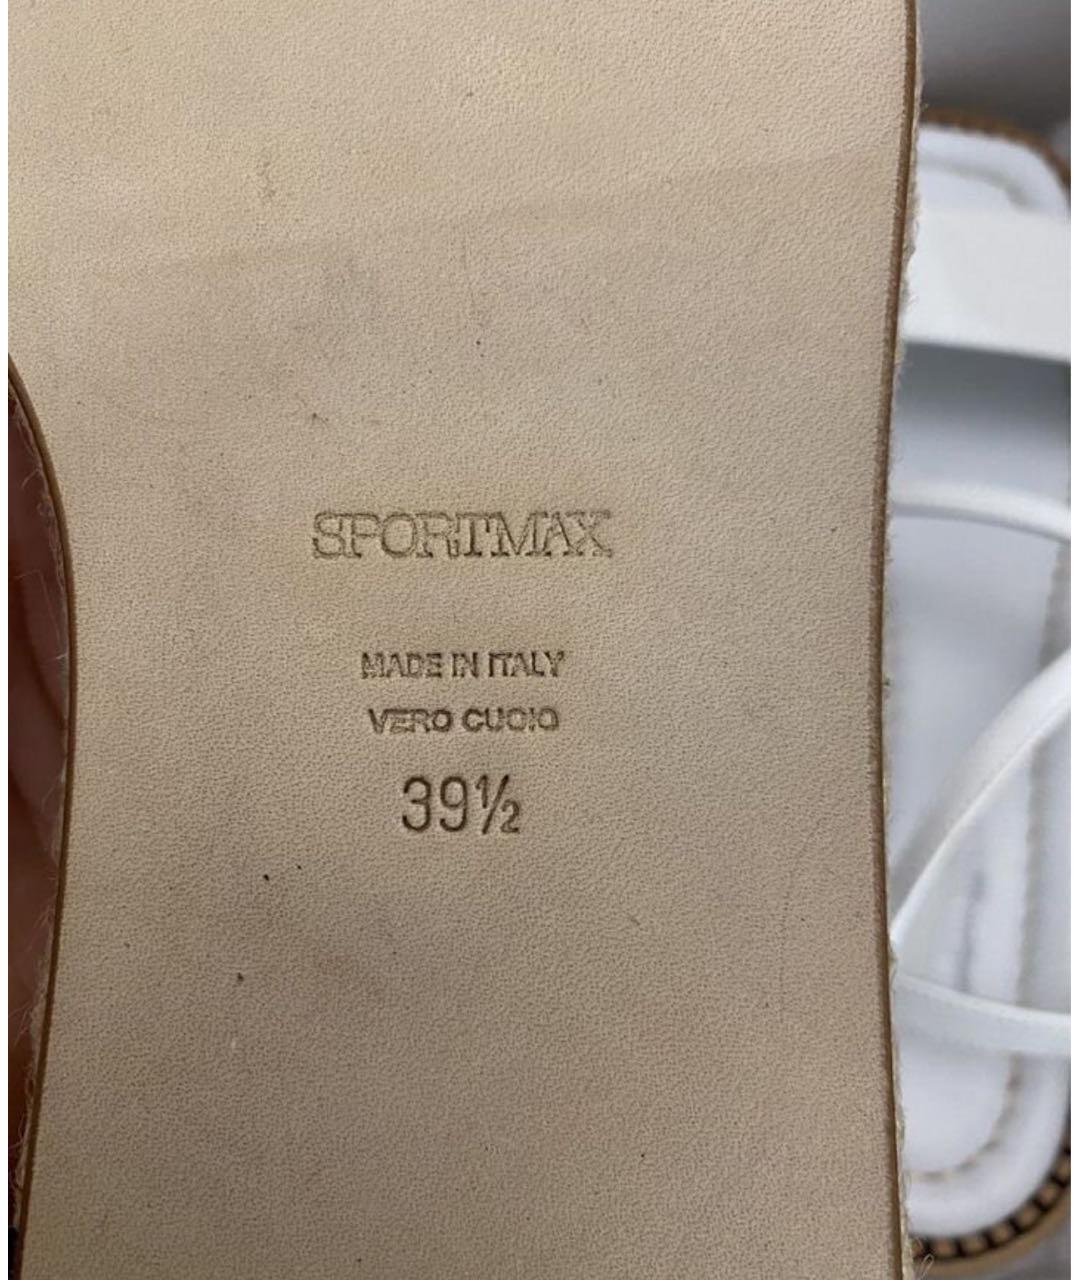 SPORTMAX
MADE IN ITALY
VERO CUOIO
39½